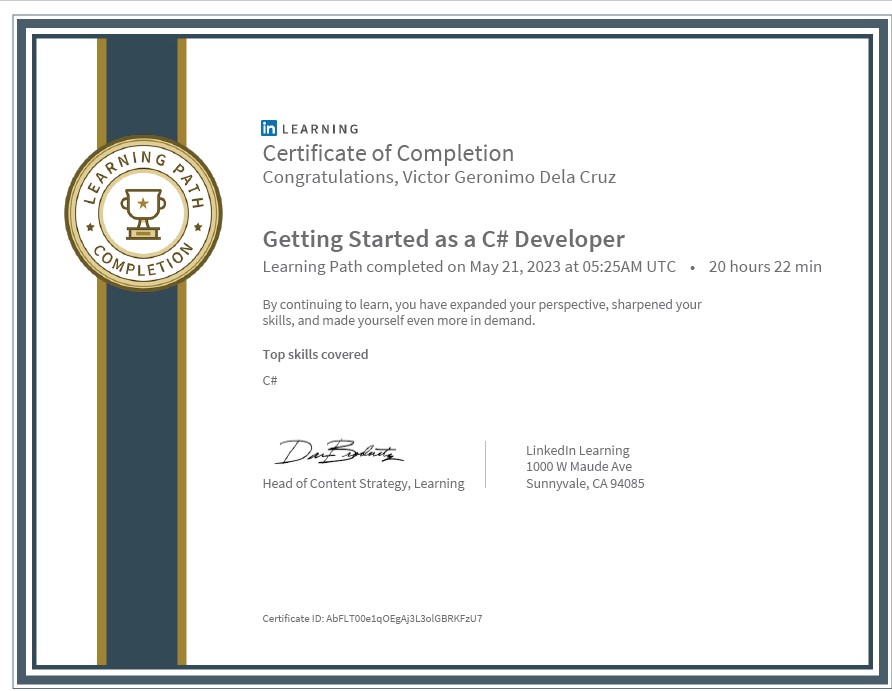 LEARNING PATH
COMPLETION
in LEARNING
Certificate of Completion
Congratulations, Victor Geronimo Dela Cruz
Getting Started as a C# Developer
Learning Path completed on May 21, 2023 at 05:25AM UTC • 20 hours 22 min
By continuing to learn, you have expanded your perspective, sharpened your
skills, and made yourself even more in demand.
Top skills covered
C#
Head of Content Strategy, Learning
LinkedIn Learning
1000 W Maude Ave
Sunnyvale, CA 94085
Certificate ID: AbFLT00e1qOEgAj3L3olGBRKFzU7